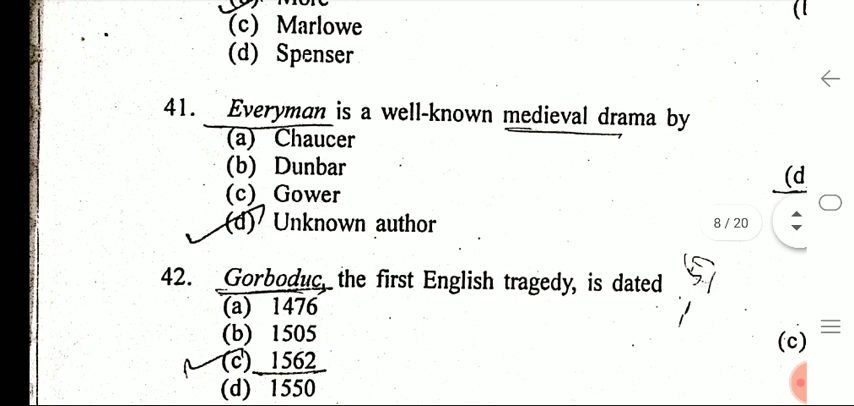 (c) Marlowe
(d) Spenser
41. Everyman is a well-known medieval drama by
(a) Chaucer
(b) Dunbar
(c) Gower
(d) Unknown author
42. Gorboduc, the first English tragedy, is dated
(a) 1476
(b) 1505
(c) 1562
(d) 1550
(d
8 / 20
(c)